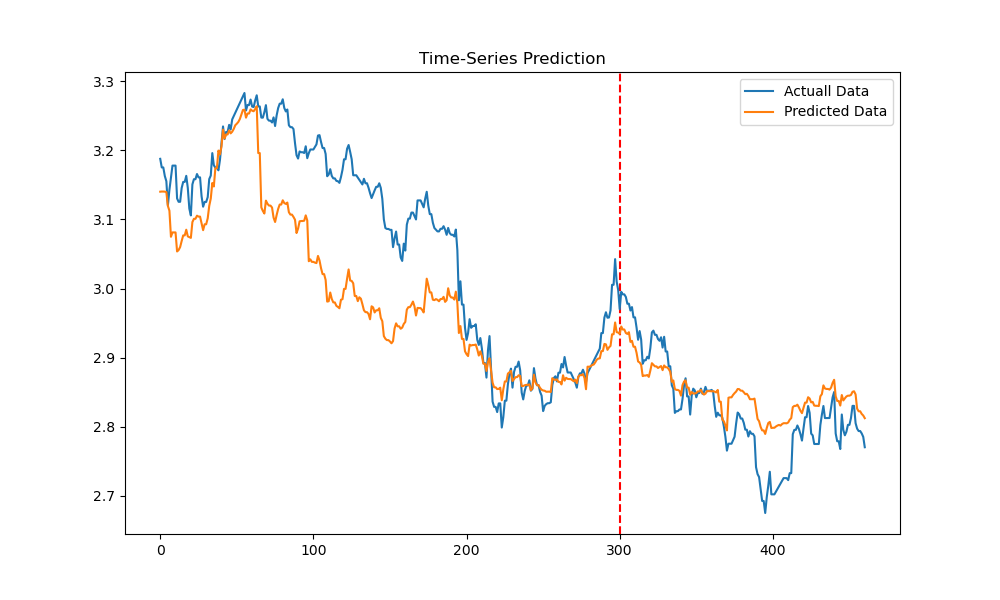 Time-Series Prediction
Actuall Data
Predicted Data
3.3
3.2
3.1
3.0
2.9
2.8
2.7
0 100 200 300 400